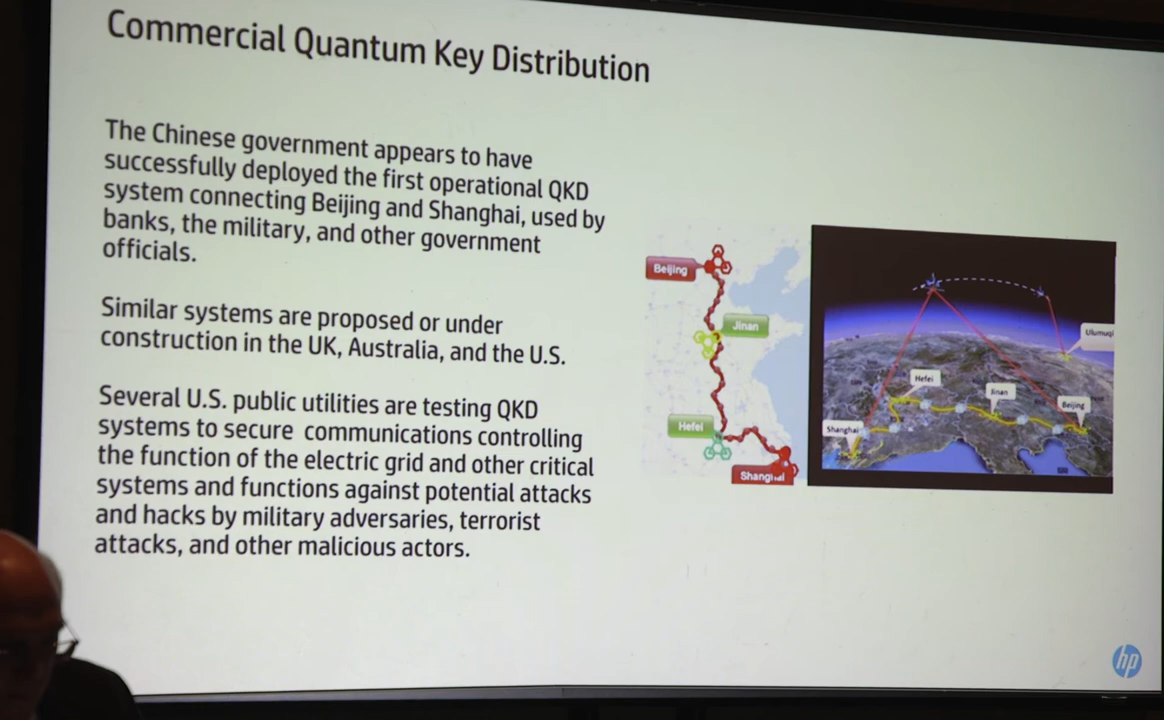 Commercial Quantum Key Distribution
The Chinese government appears to have
successfully deployed the first operational QKD
system connecting Beijing and Shanghai, used by
banks, the military, and other government
officials.
Similar systems are proposed or under
construction in the UK, Australia, and the U.S.
Several U.S. public utilities are testing QKD
systems to secure communications controlling
the function of the electric grid and other critical
systems and functions against potential attacks
and hacks by military adversaries, terrorist
attacks, and other malicious actors.
Beijing
Jinan
Hefei
Shanghai
Ulumuqi
Hefei
Jinan
Beijing
Shanghai
hp